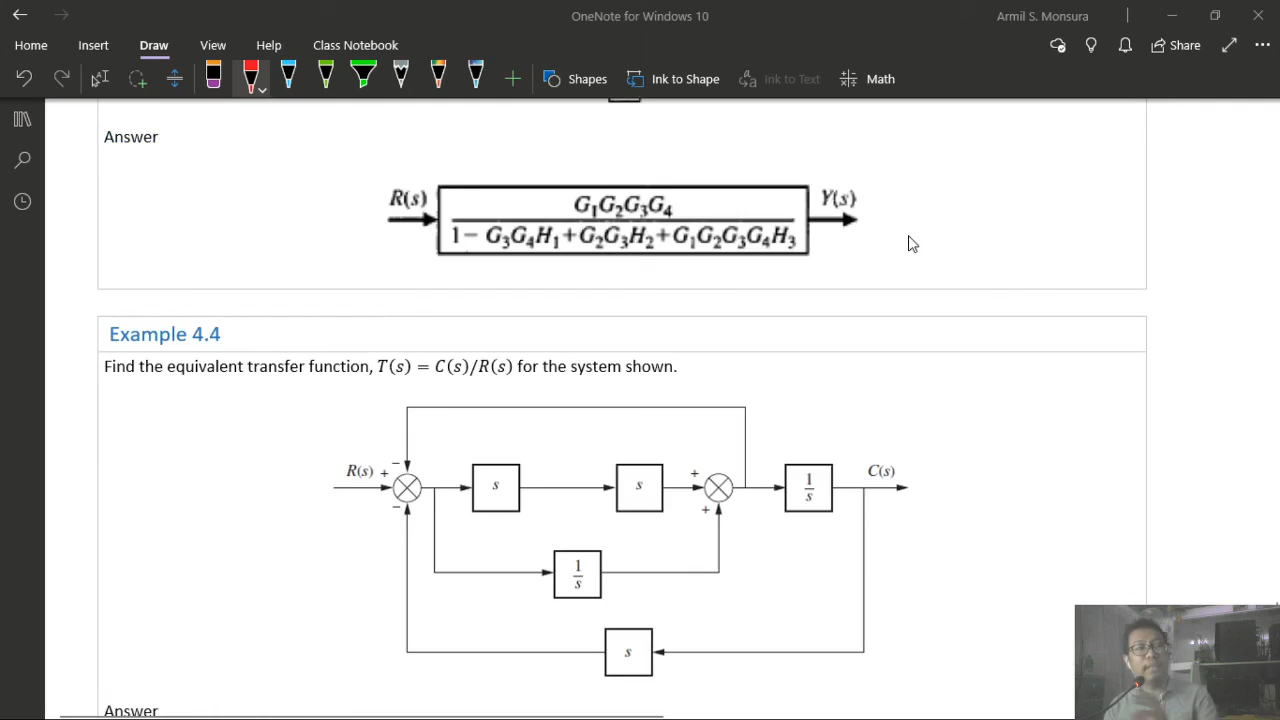 OneNote for Windows 10
Armil S. Monsura
Home Insert Draw View Help Class Notebook Share
Shapes Ink to Shape Ink to Text Math
Answer
R(s) G₁G₂G₃G₄ Y(s)
1 − G₃G₄H₁+G₂G₃H₂+G₁G₂G₃G₄H₃
Example 4.4
Find the equivalent transfer function, T(s) = C(s)/R(s) for the system shown.
R(s) + − − s s + + 1/s C(s)
1/s
s
Answer